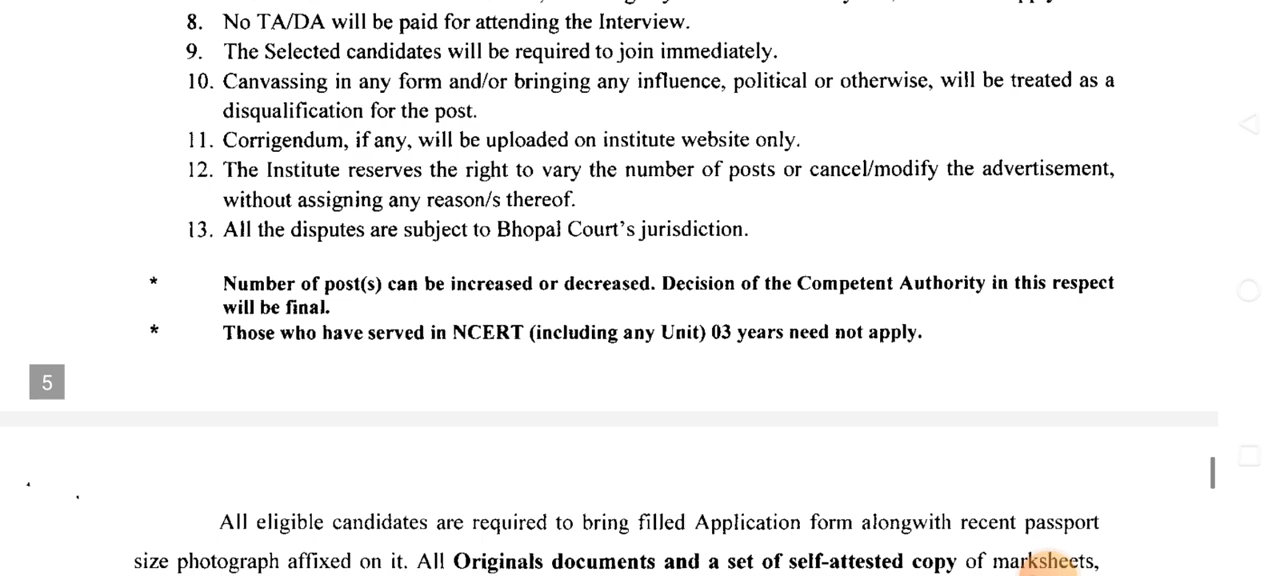 8. No TA/DA will be paid for attending the Interview.
9. The Selected candidates will be required to join immediately.
10. Canvassing in any form and/or bringing any influence, political or otherwise, will be treated as a
disqualification for the post.
11. Corrigendum, if any, will be uploaded on institute website only.
12. The Institute reserves the right to vary the number of posts or cancel/modify the advertisement,
without assigning any reason/s thereof.
13. All the disputes are subject to Bhopal Court's jurisdiction.
* Number of post(s) can be increased or decreased. Decision of the Competent Authority in this respect
will be final.
* Those who have served in NCERT (including any Unit) 03 years need not apply.
5
All eligible candidates are required to bring filled Application form alongwith recent passport
size photograph affixed on it. All Originals documents and a set of self-attested copy of marksheets,